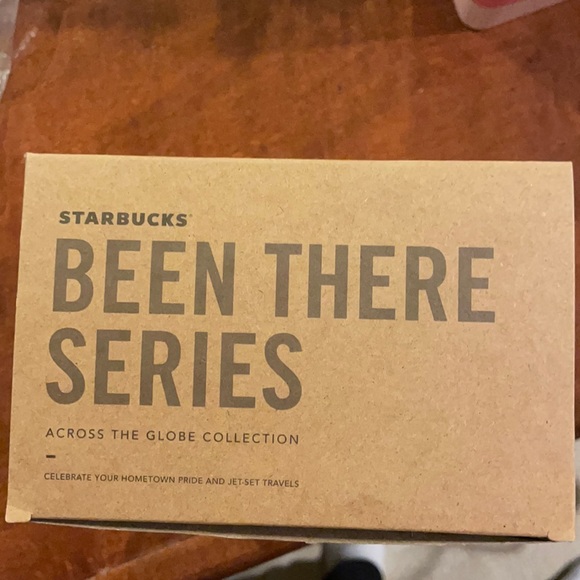 STARBUCKS
BEEN THERE
SERIES
ACROSS THE GLOBE COLLECTION
–
CELEBRATE YOUR HOMETOWN PRIDE AND JET-SET TRAVELS